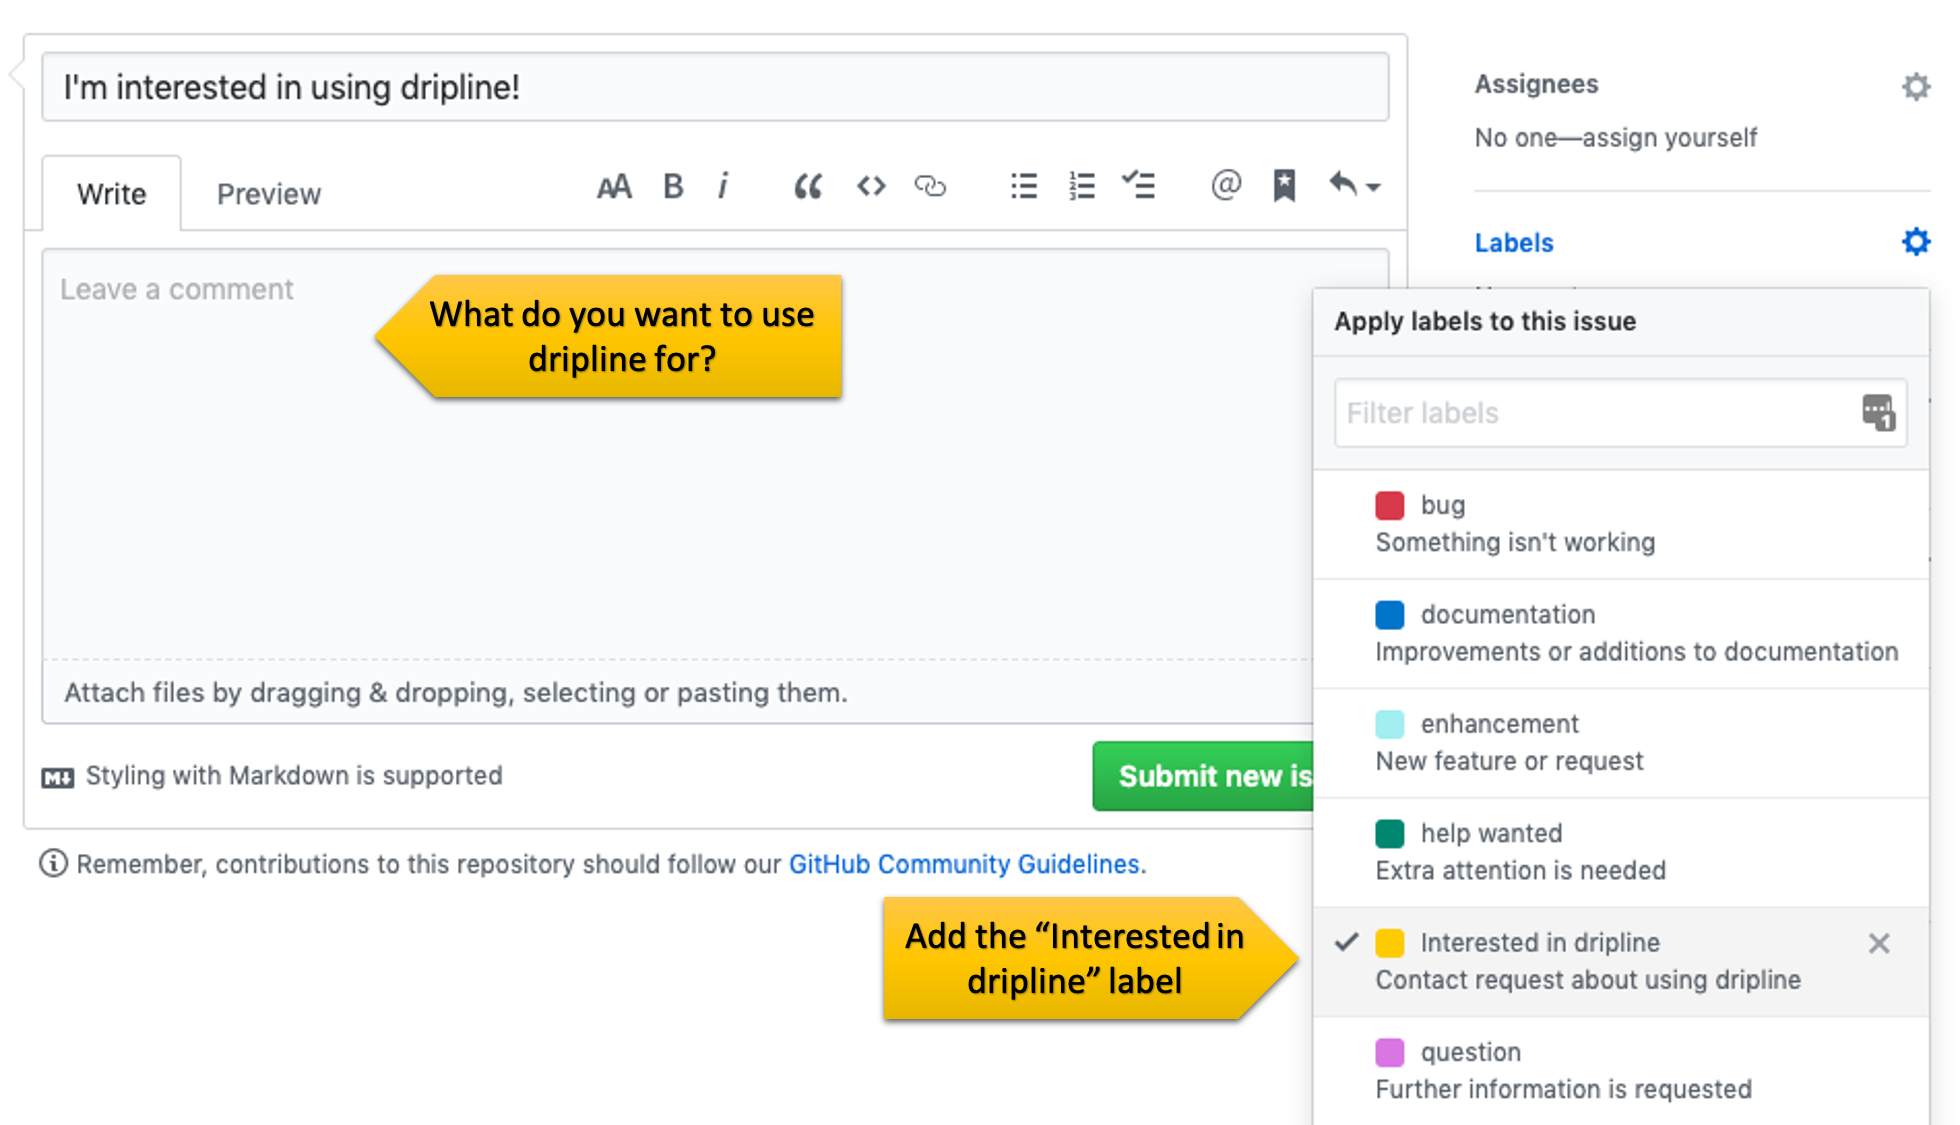 I'm interested in using dripline!
Write
Preview
AA B i
Leave a comment
What do you want to use
dripline for?
Attach files by dragging & dropping, selecting or pasting them.
Styling with Markdown is supported
Submit new is
Remember, contributions to this repository should follow our GitHub Community Guidelines.
Add the “Interested in
dripline” label
Assignees
No one—assign yourself
Labels
Apply labels to this issue
Filter labels
1
bug
Something isn't working
documentation
Improvements or additions to documentation
enhancement
New feature or request
help wanted
Extra attention is needed
Interested in dripline
Contact request about using dripline
question
Further information is requested